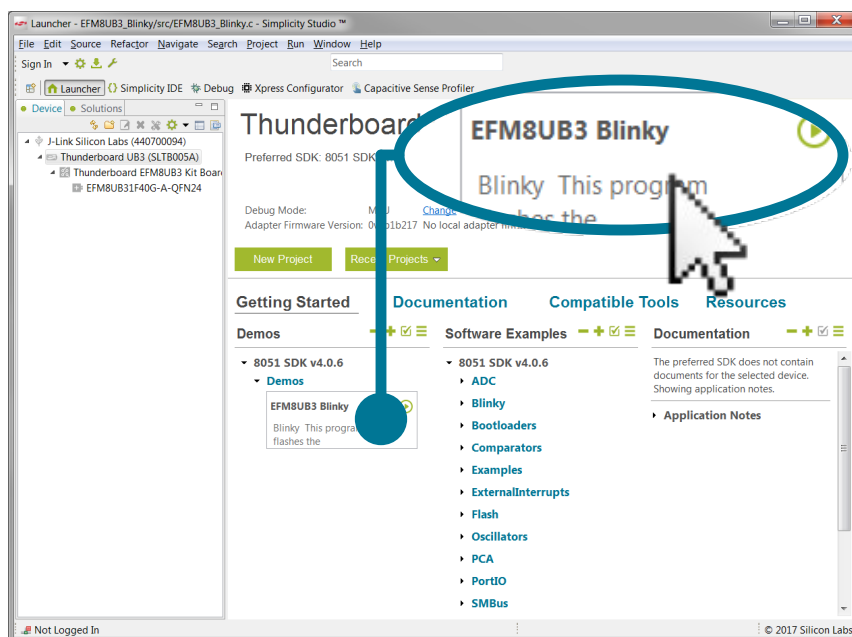 Launcher - EFM8UB3_Blinky/src/EFM8UB3_Blinky.c - Simplicity Studio ™
File Edit Source Refactor Navigate Search Project Run Window Help
Sign In
Search
Launcher Simplicity IDE Debug Xpress Configurator Capacitive Sense Profiler
Device Solutions
J-Link Silicon Labs (440700094)
Thunderboard UB3 (SLTB005A)
Thunderboard EFM8UB3 Kit Board
EFM8UB31F40G-A-QFN24
Thunderboard
Preferred SDK: 8051 SDK
Debug Mode: Change
Adapter Firmware Version: No local adapter
EFM8UB3 Blinky
Blinky This program
flashes the
New Project
Recent Projects
Getting Started Documentation Compatible Tools Resources
Demos
8051 SDK v4.0.6
Demos
EFM8UB3 Blinky
Blinky This program
flashes the
Software Examples
8051 SDK v4.0.6
ADC
Blinky
Bootloaders
Comparators
Examples
ExternalInterrupts
Flash
Oscillators
PCA
PortIO
SMBus
Documentation
The preferred SDK does not contain
documents for the selected device.
Showing application notes.
Application Notes
Not Logged In
© 2017 Silicon Labs